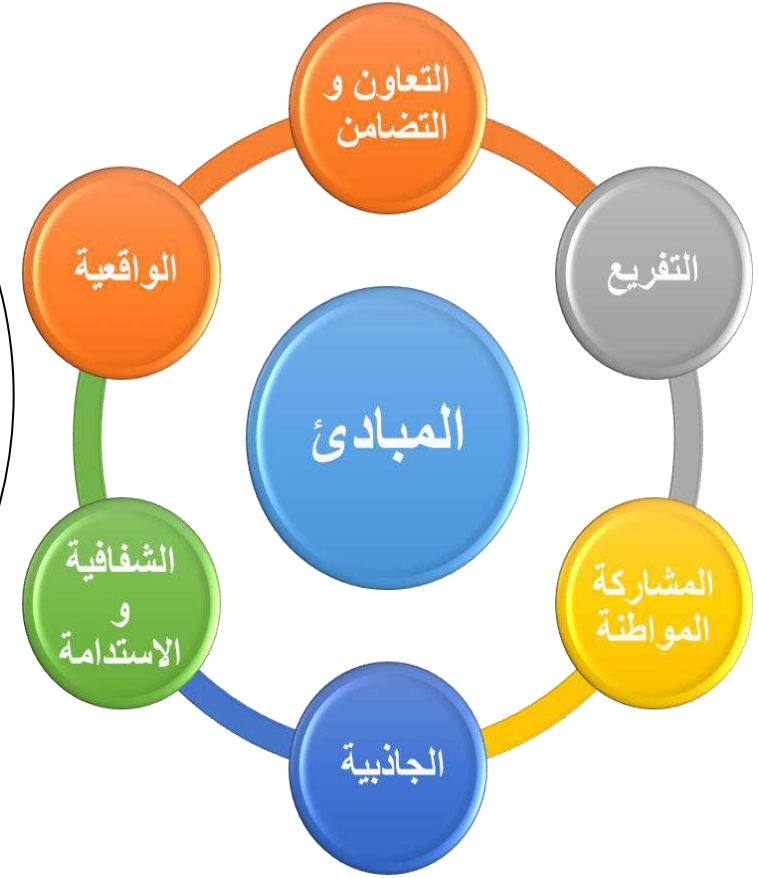 التعاون و
التضامن
التفريع
الواقعية
المبادئ
المشاركة
المواطنة
الشفافية
و
الاستدامة
الجاذبية